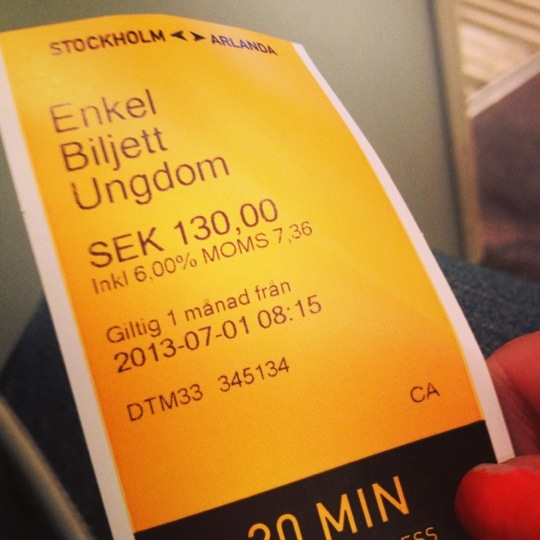 STOCKHOLM ARLANDA
Enkel
Biljett
Ungdom
SEK 130,00
Inkl 6,00% MOMS 7,36
Giltig 1 månad från
2013-07-01 08:15
DTM33 345134
CA
20 MIN